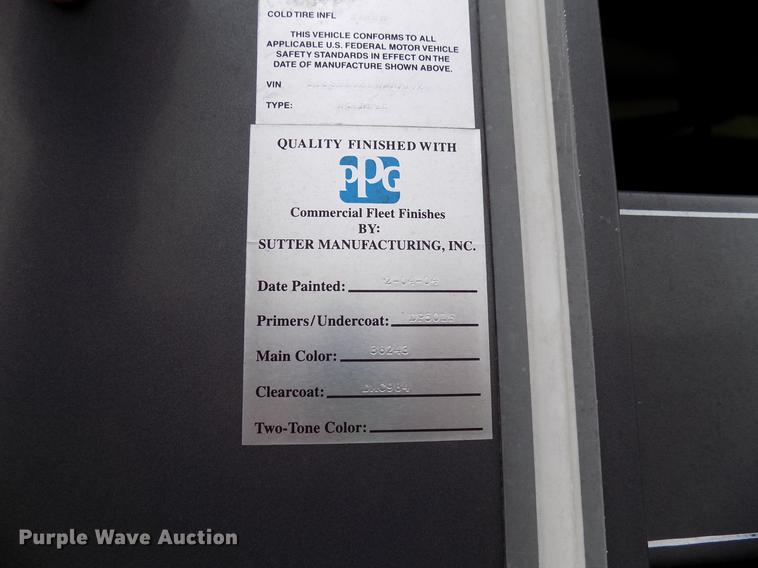 COLD TIRE INFL
THIS VEHICLE CONFORMS TO ALL
APPLICABLE U.S. FEDERAL MOTOR VEHICLE
SAFETY STANDARDS IN EFFECT ON THE
DATE OF MANUFACTURE SHOWN ABOVE.
VIN
TYPE:
QUALITY FINISHED WITH
PPG
Commercial Fleet Finishes
BY:
SUTTER MANUFACTURING, INC.
Date Painted:
Primers/Undercoat:
Main Color: 36243
Clearcoat:
Two-Tone Color:
Purple Wave Auction